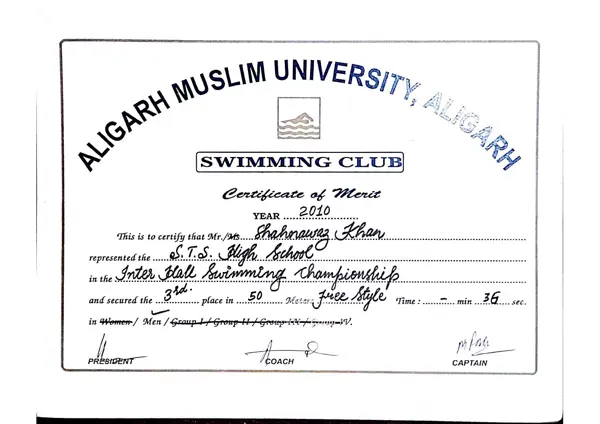 ALIGARH MUSLIM UNIVERSITY, ALIGARH
SWIMMING CLUB
Certificate of Merit
YEAR ....2010....
This is to certify that Mr./Ms. Shahnawaz Khan
represented the S.T.S. High School
in the Inter Hall Swimming Championship
and secured the 3rd. place in 50 Meters Free Style Time : - min 36 sec.
in Women / Men / Group I / Group II / Group III / Group IV.
PRESIDENT COACH CAPTAIN